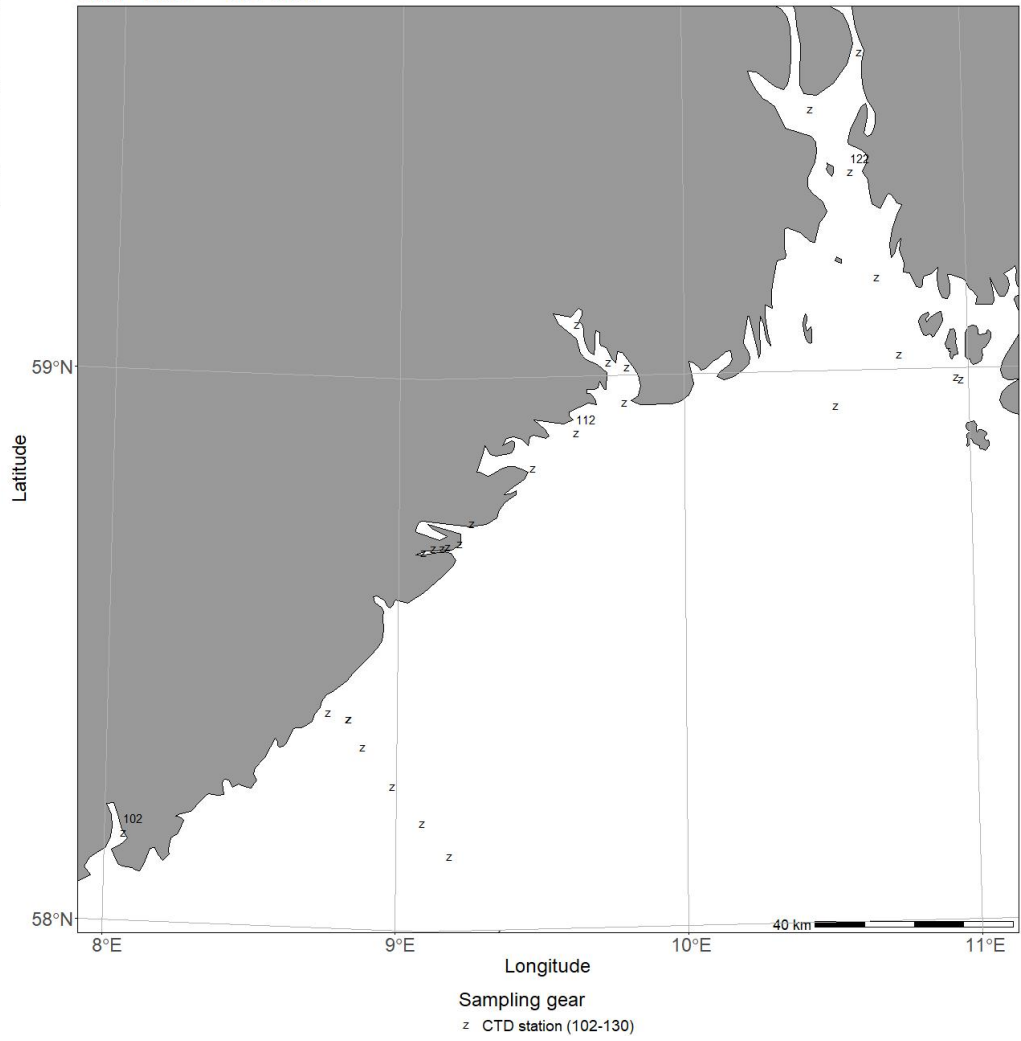 122
59°N
112
Latitude
102
58°N
40 km
8°E 9°E 10°E 11°E
Longitude
Sampling gear
z CTD station (102-130)